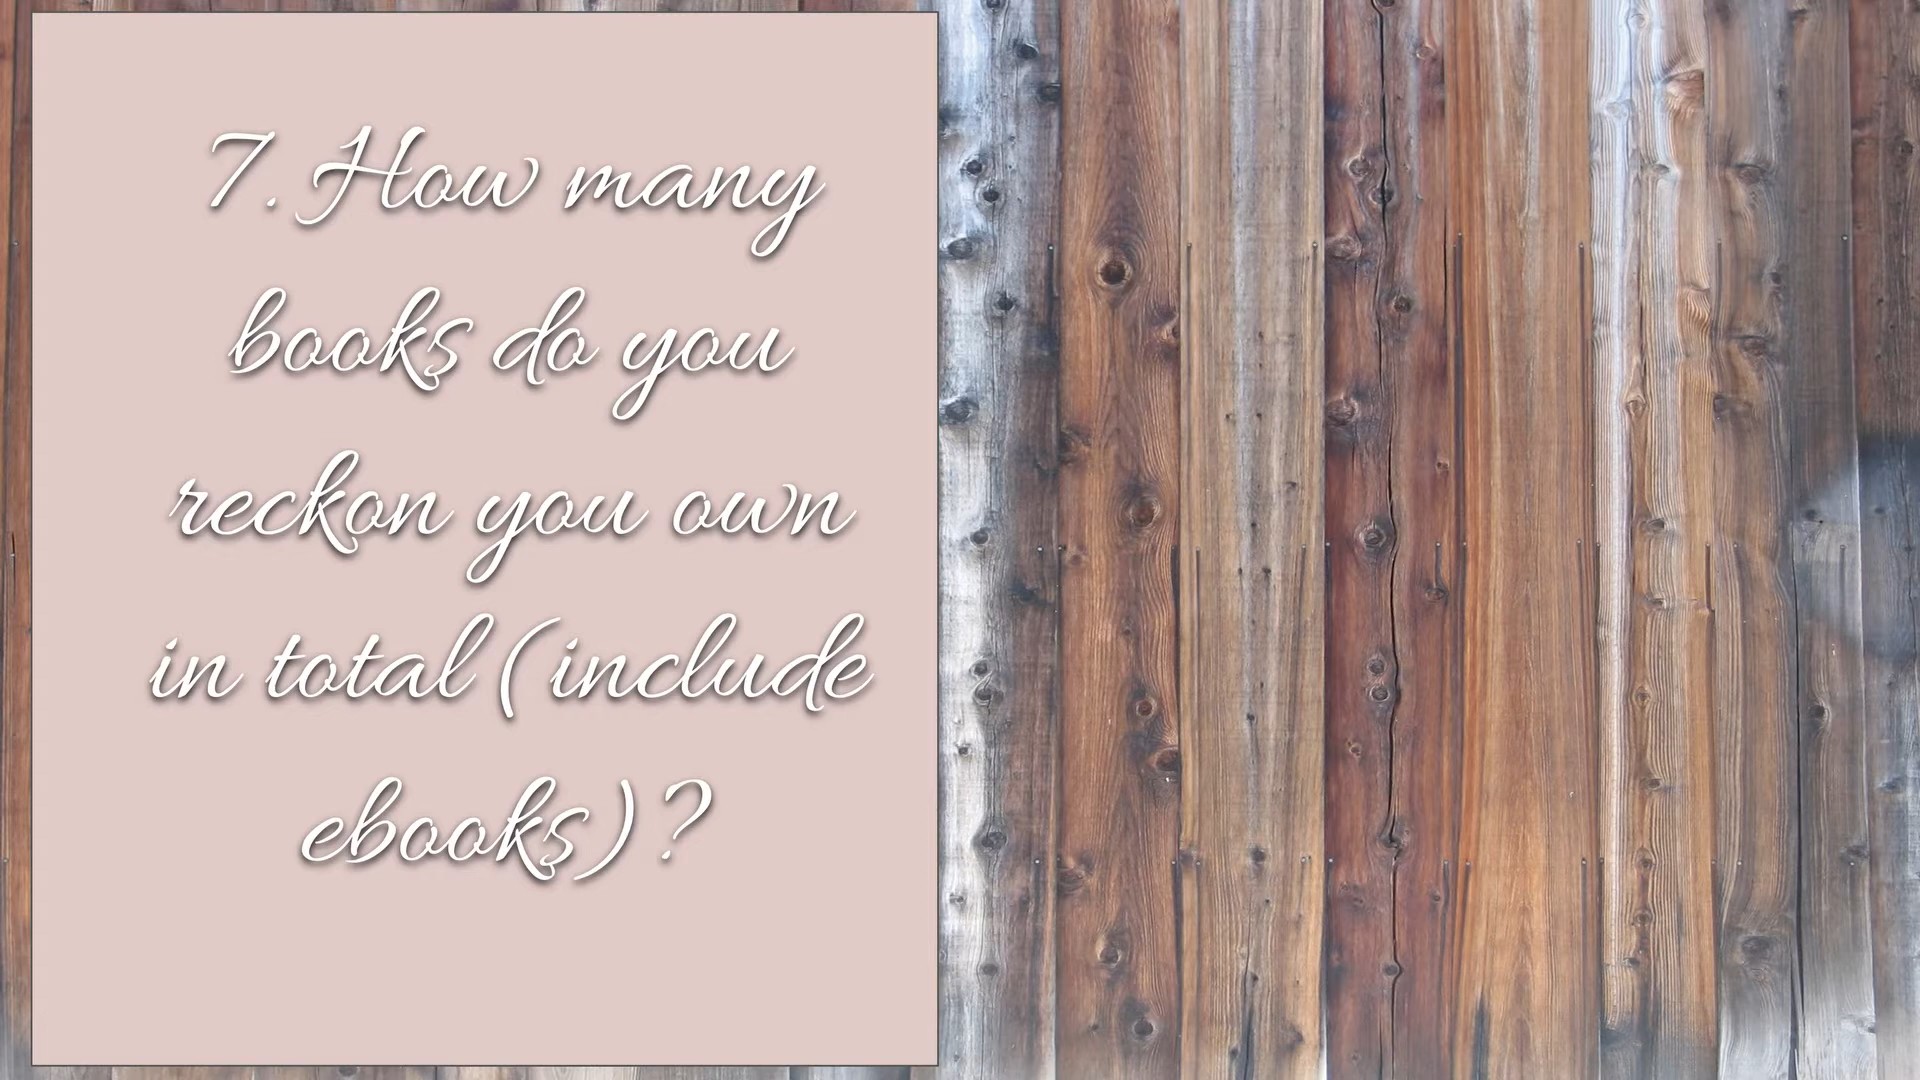 7. How many
books do you
reckon you own
in total (include
ebooks)?